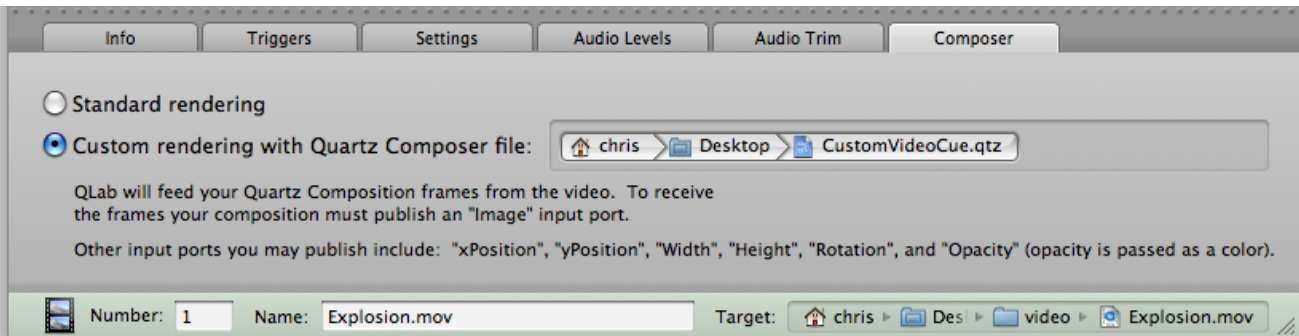 Info Triggers Settings Audio Levels Audio Trim Composer
Standard rendering
Custom rendering with Quartz Composer file: chris Desktop CustomVideoCue.qtz
QLab will feed your Quartz Composition frames from the video. To receive
the frames your composition must publish an "Image" input port.
Other input ports you may publish include: "xPosition", "yPosition", "Width", "Height", "Rotation", and "Opacity" (opacity is passed as a color).
Number: 1 Name: Explosion.mov Target: chris Des video Explosion.mov